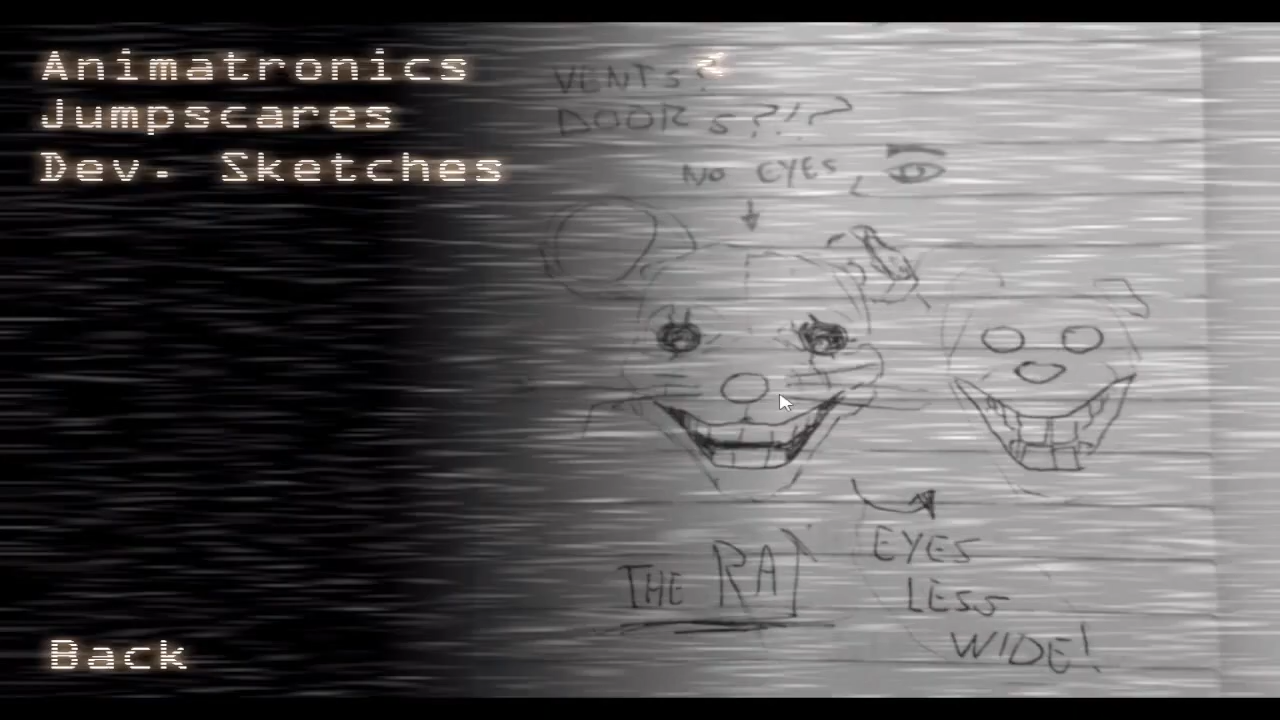 Animatronics
Jumpscares
Dev. Sketches
<
VENTS?
DOORS?!?
NO EYES
THE RAT
EYES
LESS
WIDE!
Back